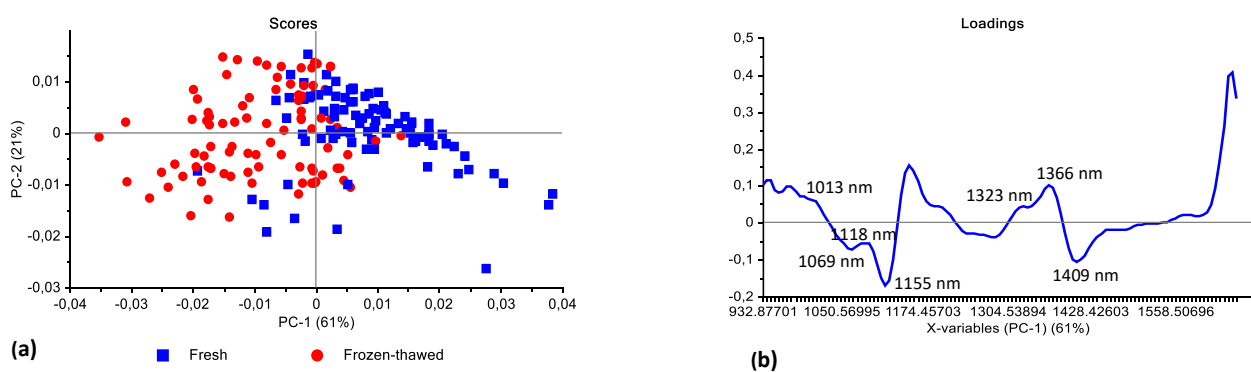 Scores
PC-2 (21%)
0,01
0
-0,01
-0,02
-0,03
-0,04
-0,03
-0,02
-0,01
0
0,01
0,02
0,03
0,04
PC-1 (61%)
(a)
Fresh
Frozen-thawed
Loadings
0,5
0,4
0,3
0,2
0,1
0
-0,1
-0,2
1013 nm
1069 nm
1118 nm
1155 nm
1323 nm
1366 nm
1409 nm
932.87701
1050.56995
1174.45703
1304.53894
1428.42603
1558.50696
X-variables (PC-1) (61%)
(b)